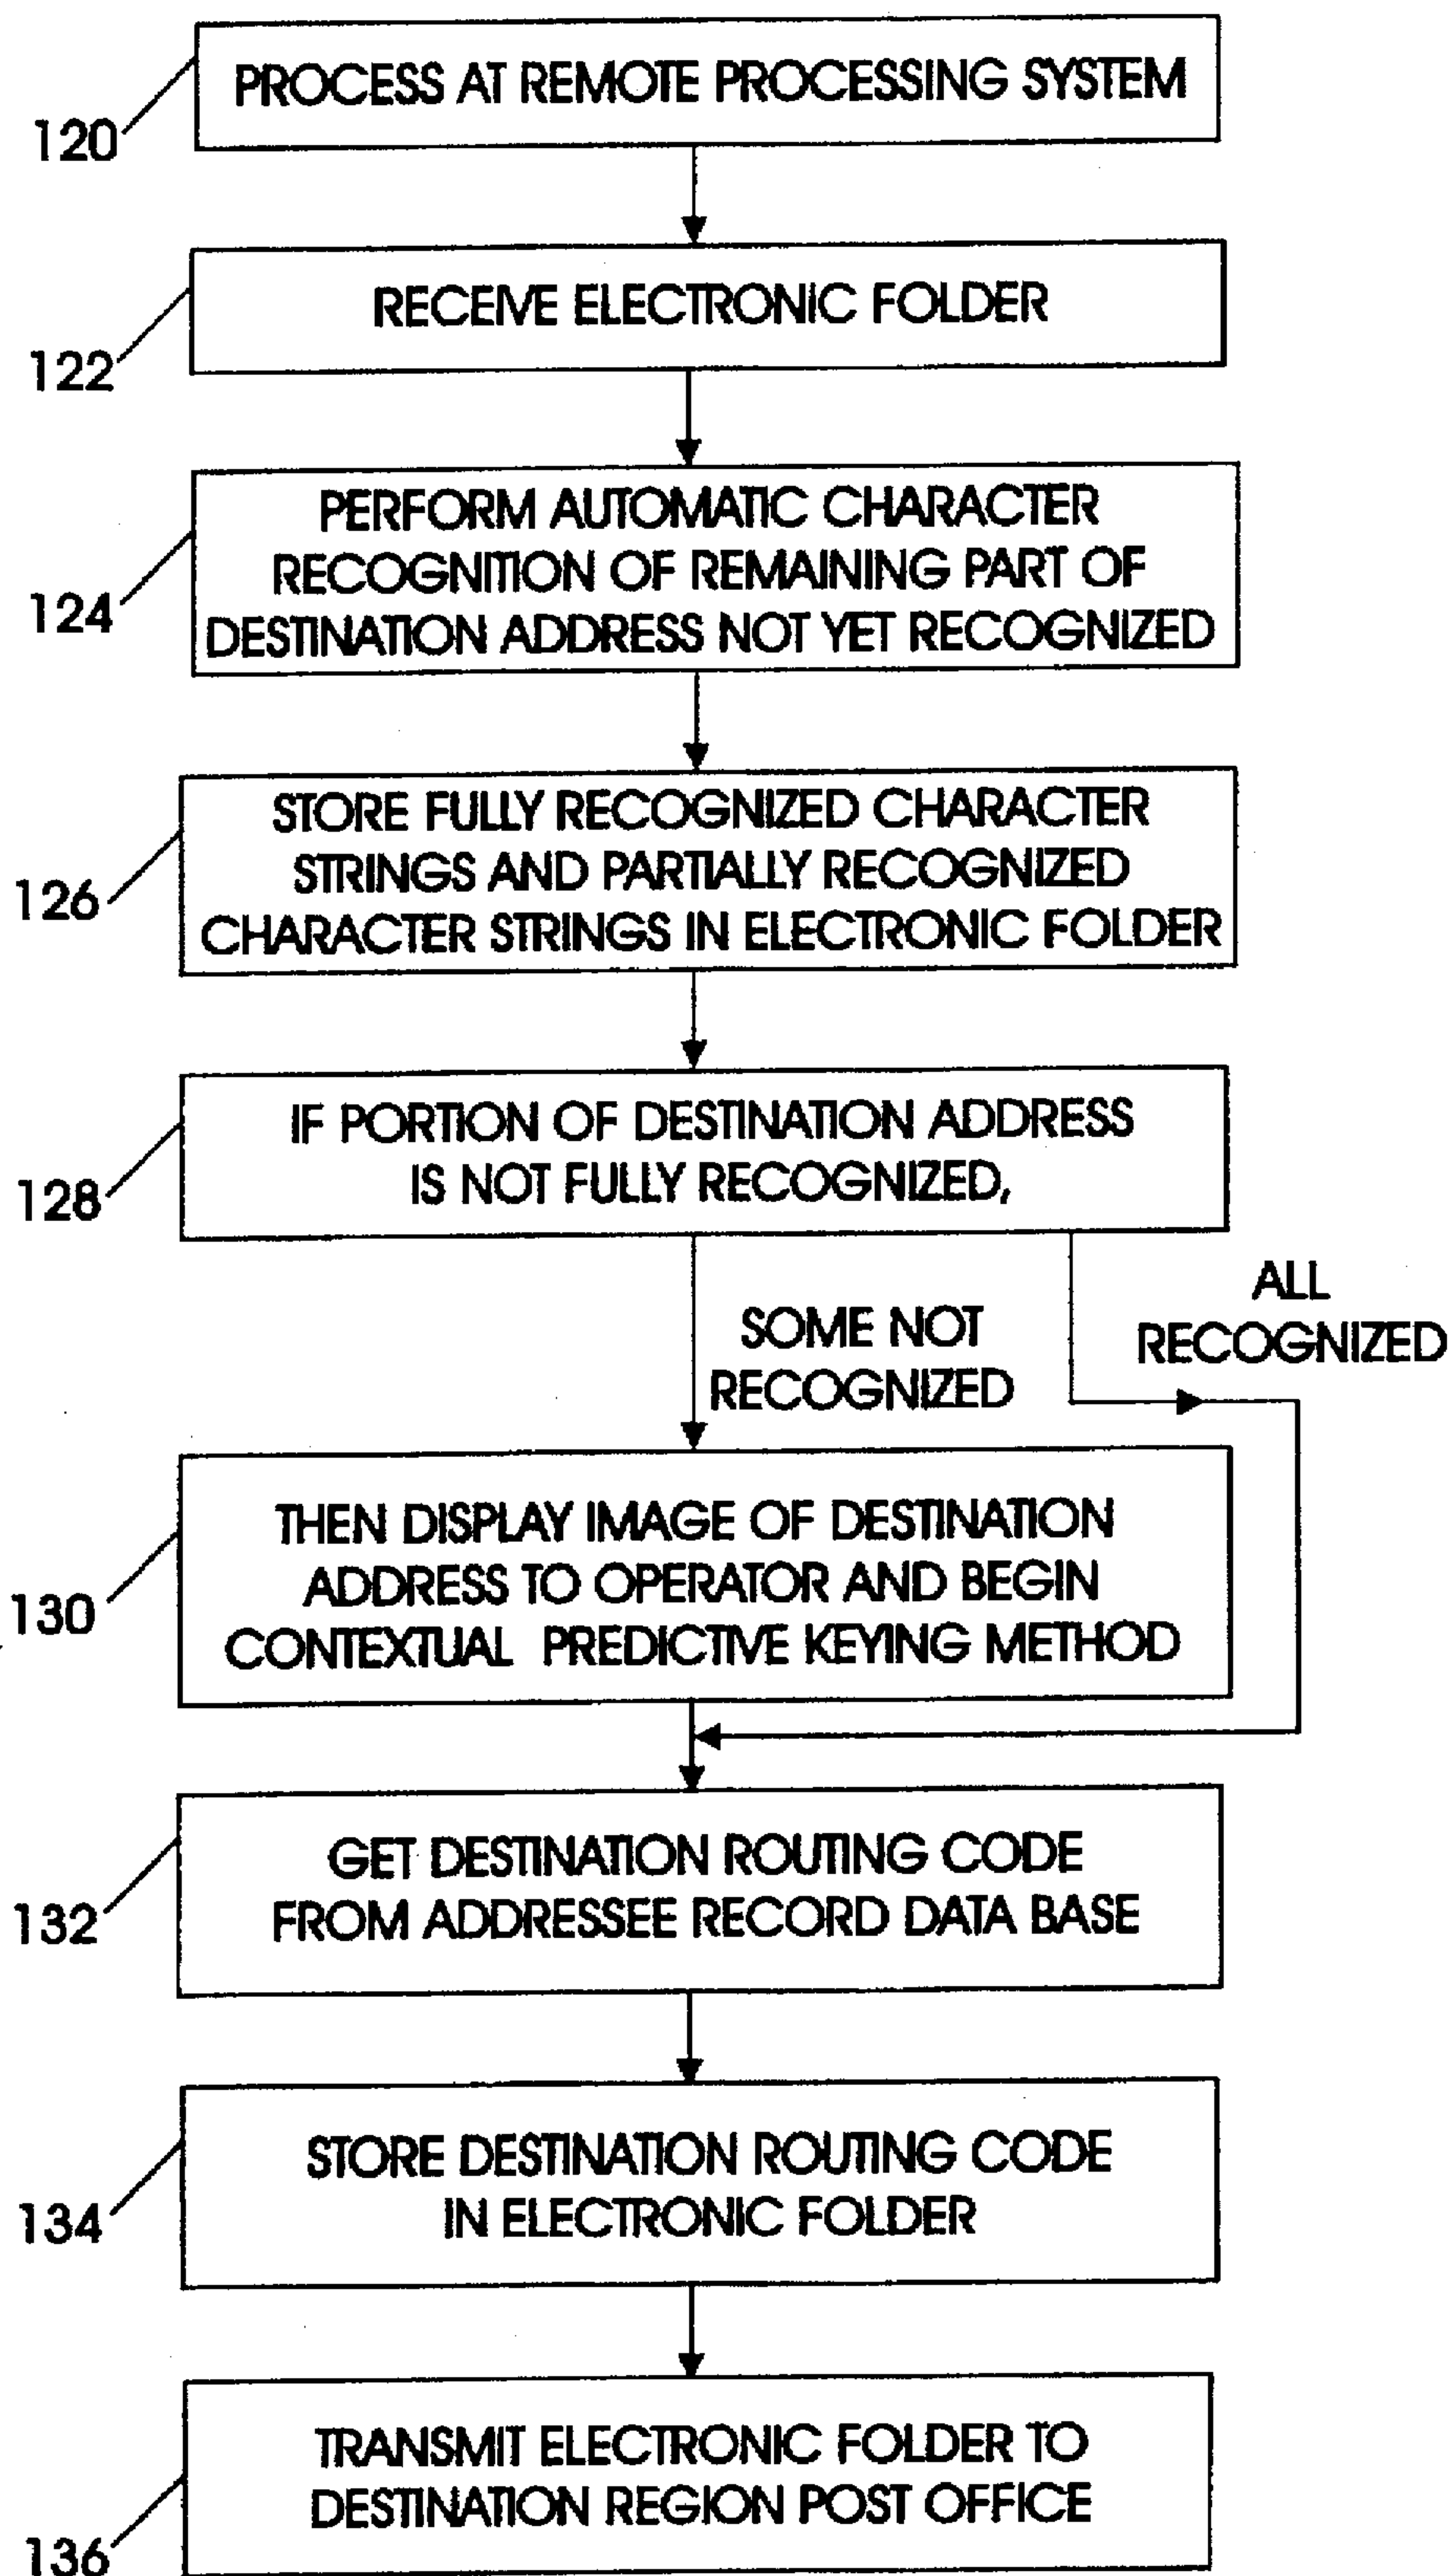 PROCESS AT REMOTE PROCESSING SYSTEM
120
RECEIVE ELECTRONIC FOLDER
122
PERFORM AUTOMATIC CHARACTER
RECOGNITION OF REMAINING PART OF
DESTINATION ADDRESS NOT YET RECOGNIZED
124
STORE FULLY RECOGNIZED CHARACTER
STRINGS AND PARTIALLY RECOGNIZED
CHARACTER STRINGS IN ELECTRONIC FOLDER
126
IF PORTION OF DESTINATION ADDRESS
IS NOT FULLY RECOGNIZED,
128
SOME NOT
RECOGNIZED
ALL
RECOGNIZED
THEN DISPLAY IMAGE OF DESTINATION
ADDRESS TO OPERATOR AND BEGIN
CONTEXTUAL PREDICTIVE KEYING METHOD
130
GET DESTINATION ROUTING CODE
FROM ADDRESSEE RECORD DATA BASE
132
STORE DESTINATION ROUTING CODE
IN ELECTRONIC FOLDER
134
TRANSMIT ELECTRONIC FOLDER TO
DESTINATION REGION POST OFFICE
136